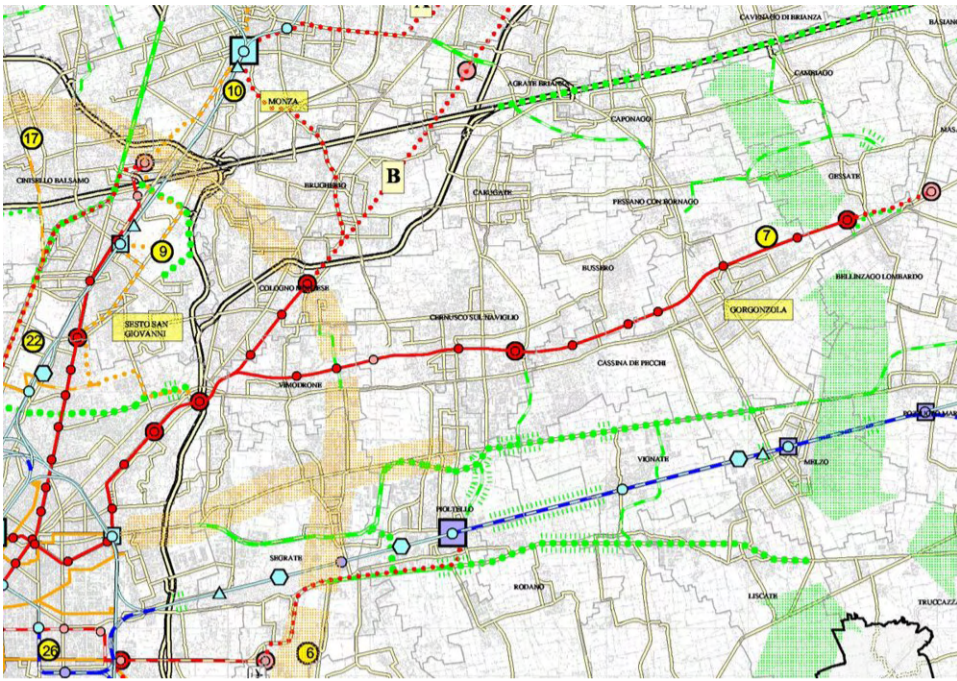 CAVENAGO DI BRIANZA
10
MONZA
AGRATE BRIANZA
CAMBIAGO
CAPONAGO
17
CINISELLO BALSAMO
B
BRUGHERIO
CARUGATE
PESSANO CON BORNAGO
GESSATE
7
9
BUSSERO
BELLINZAGO LOMBARDO
COLOGNO MONZESE
GORGONZOLA
SESTO SAN
GIOVANNI
CERNUSCO SUL NAVIGLIO
22
CASSINA DE PECCHI
VIMODRONE
VIGNATE
MELZO
PIOLTELLO
SEGRATE
RODANO
LISCATE
26
6